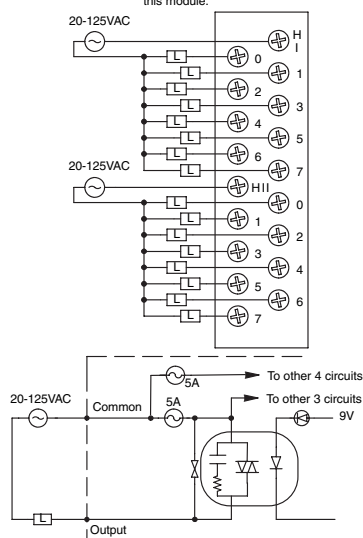 this module.
20-125VAC
H
I
L
0
L
1
L
2
L
3
L
4
L
5
L
6
L
7
20-125VAC
HII
L
0
L
1
L
2
L
3
L
4
L
5
L
6
L
7
5A
To other 4 circuits
20-125VAC
Common
5A
To other 3 circuits
9V
L
Output